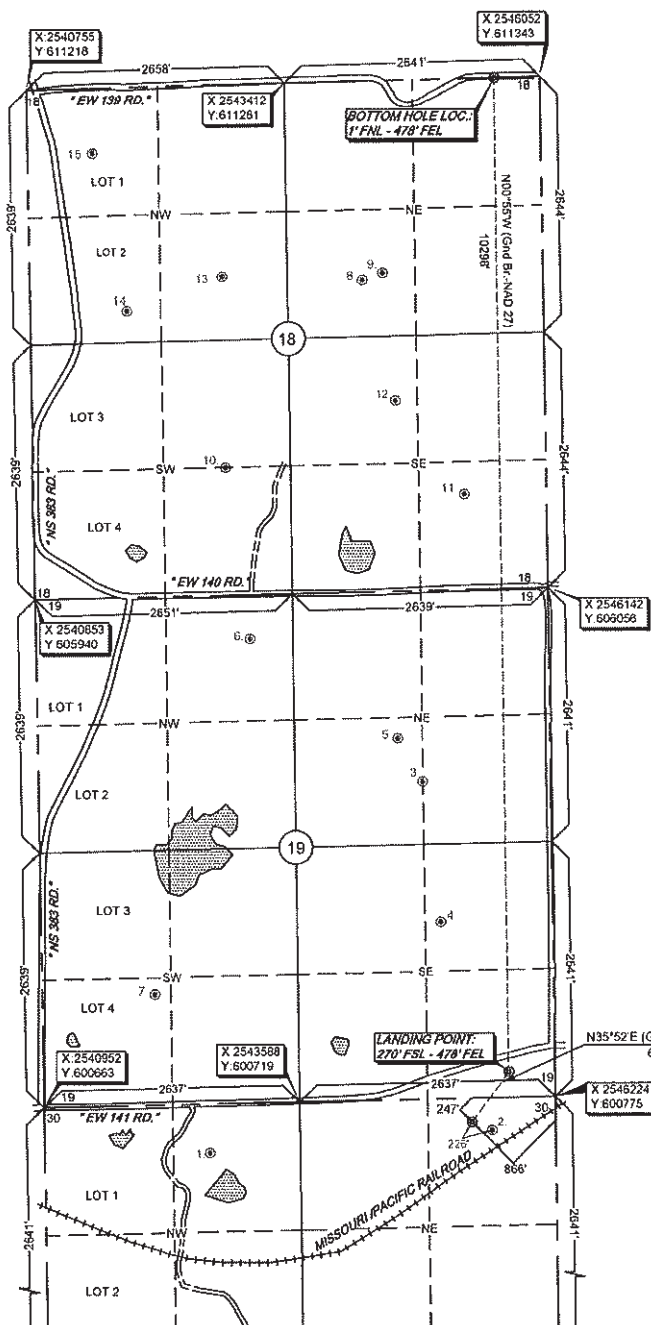 X:2540755
Y:611218
X:2546052
Y:611343
2658'
2641'
18
"EW 139 RD."
X:2543412
Y:611281
BOTTOM HOLE LOC.:
1' FNL - 478' FEL
18
15
LOT 1
2639'
NW
NE
2644'
N00°55'W (Grid Br.-NAD 27)
10298'
LOT 2
13
8
9.
14
18
LOT 3
12
SW
10
SE
11
2639'
2644'
"NS 383 RD."
LOT 4
"EW 140 RD."
18
19
2651'
2639'
18
19
X:2540853
Y:605940
X:2546142
Y:606056
6.
LOT 1
NW
NE
2639'
2641'
5
3
LOT 2
19
LOT 3
4
"NS 383 RD."
SW
SE
2639'
2641'
7
LOT 4
LANDING POINT:
270' FSL - 478' FEL
N35°52'E (G
6
X:2540952
Y:600663
X:2543588
Y:600719
19
30
2637'
2637'
19
30
X:2546224
Y:600775
"EW 141 RD."
247'
2.
226'
866'
1.
LOT 1
MISSOURI /PACIFIC RAILROAD
NW
NE
2641'
2641'
LOT 2